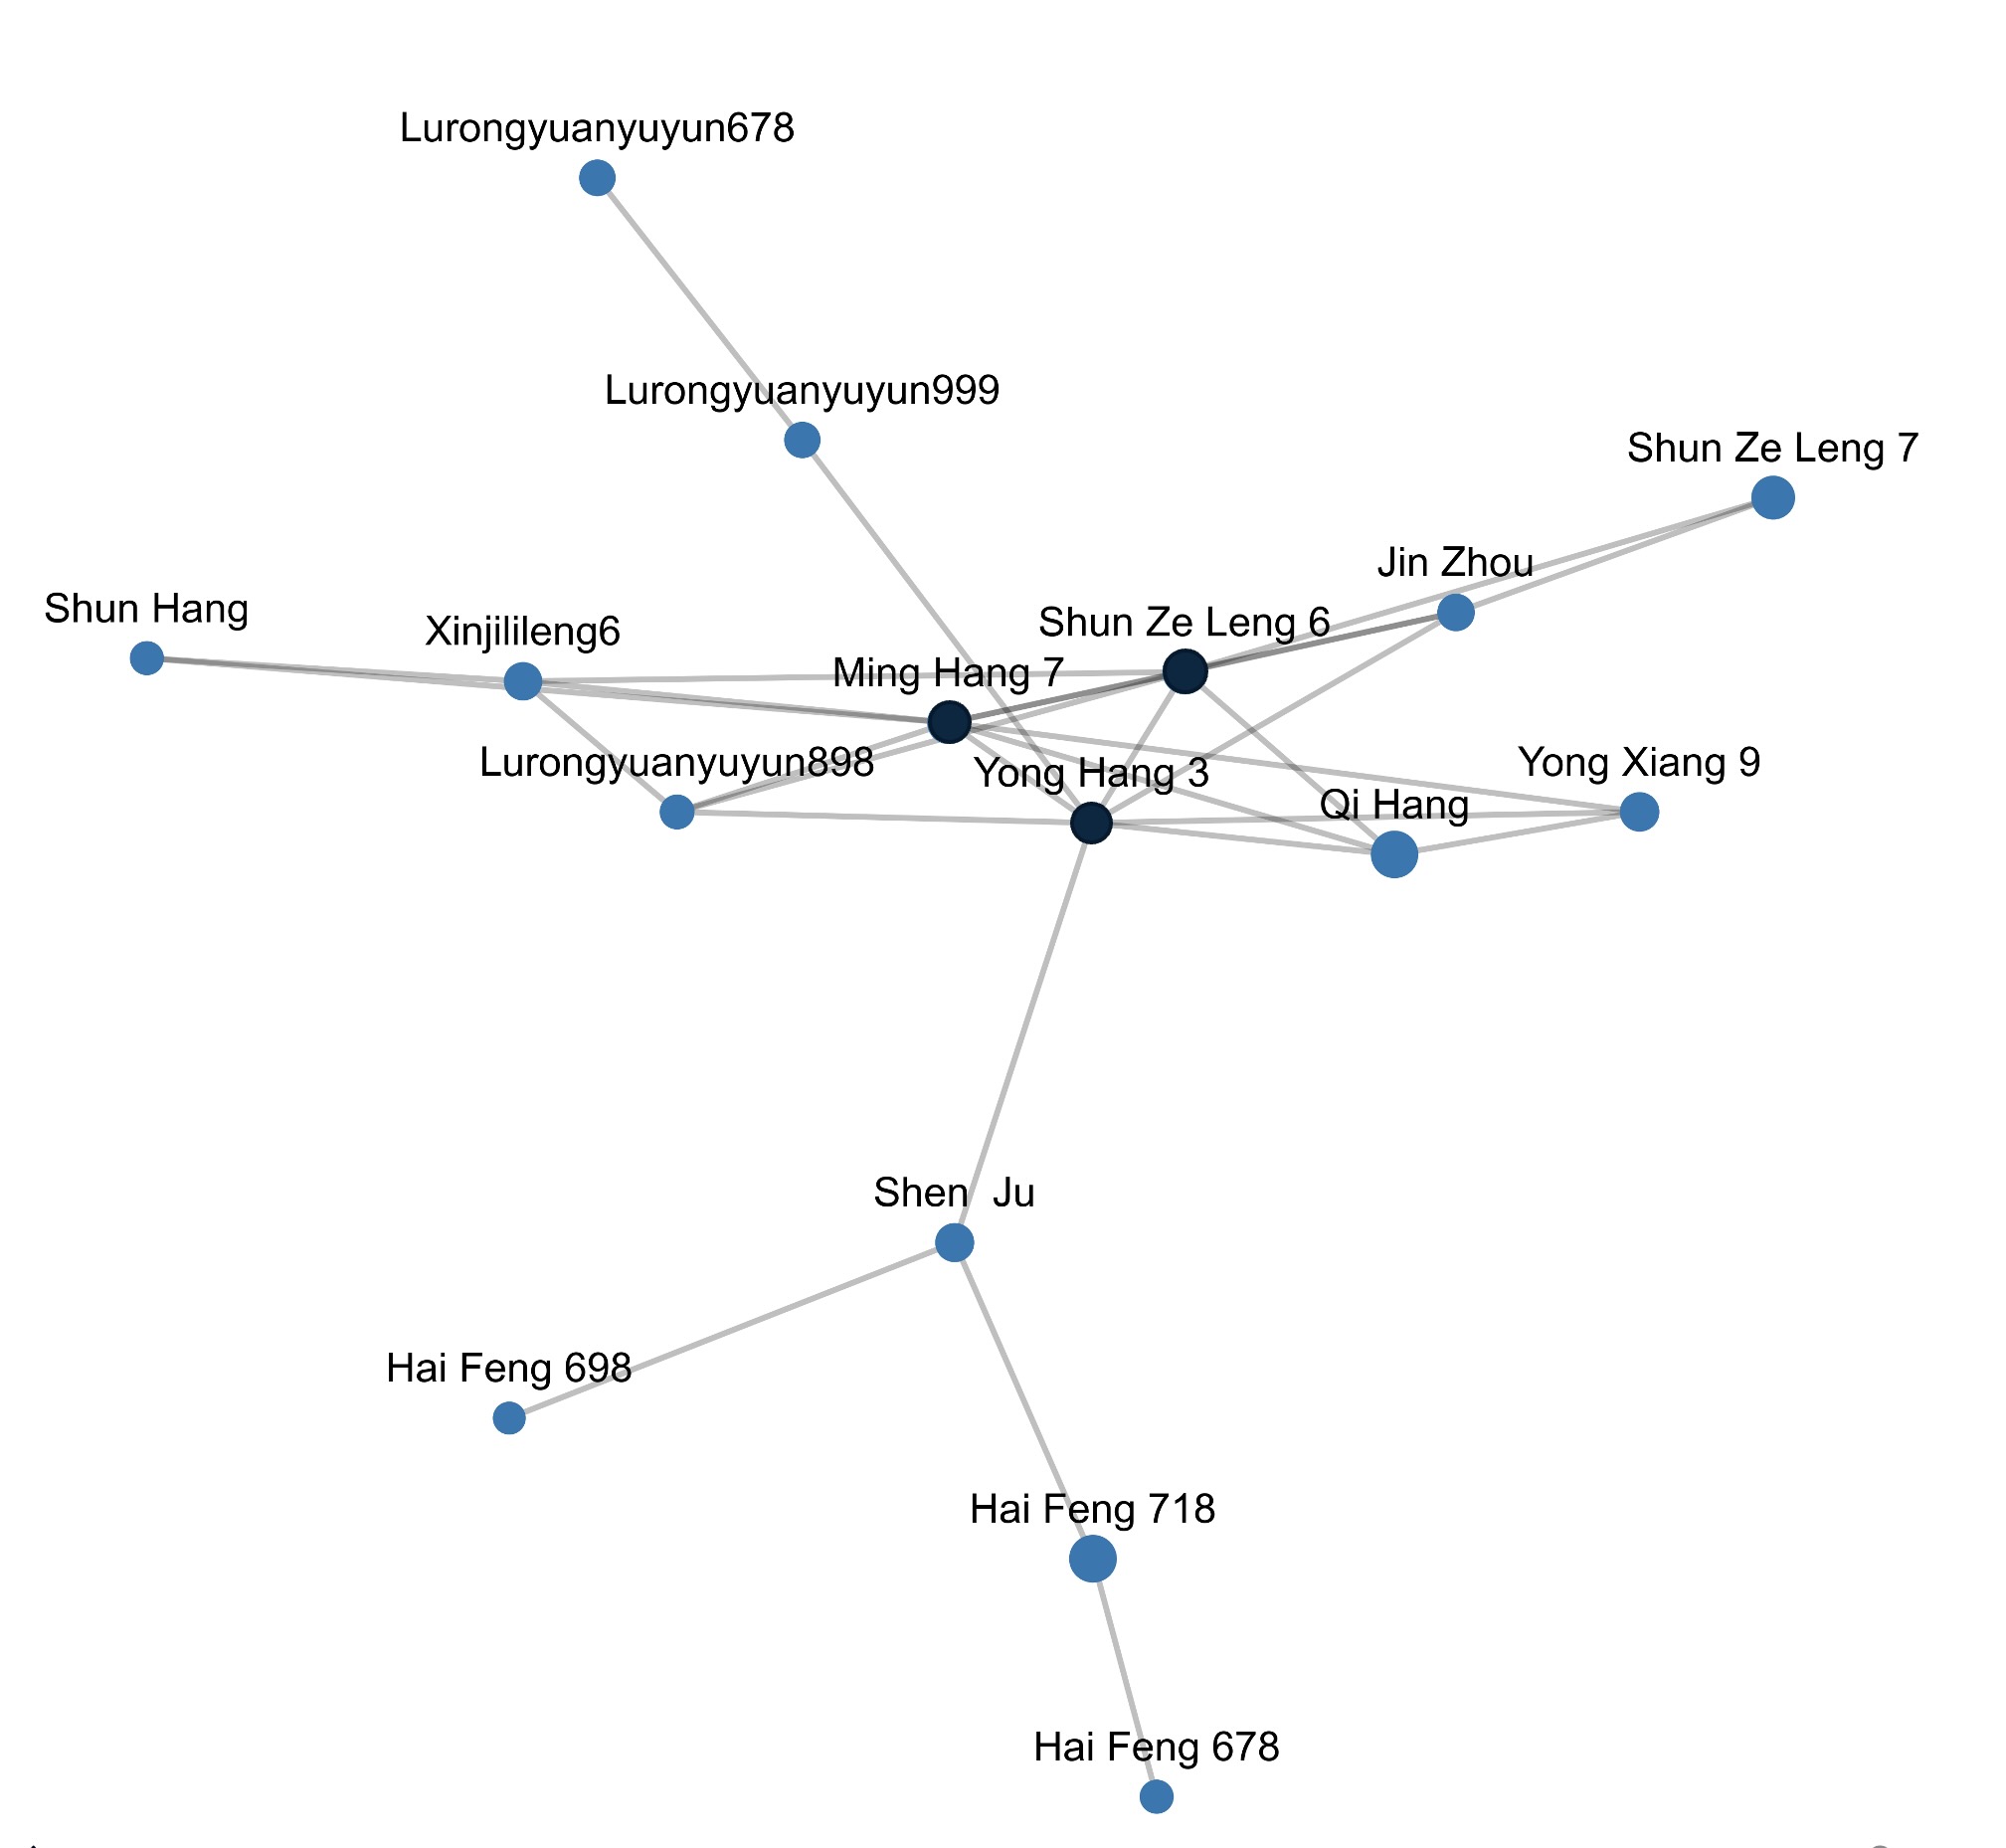 Lurongyuanyuyun678
Lurongyuanyuyun999
Shun Ze Leng 7
Jin Zhou
Shun Hang
Xinjilileng6
Shun Ze Leng 6
Ming Hang 7
Lurongyuanyuyun898
Yong Hang 3
Yong Xiang 9
Qi Hang
Shen  Ju
Hai Feng 698
Hai Feng 718
Hai Feng 678